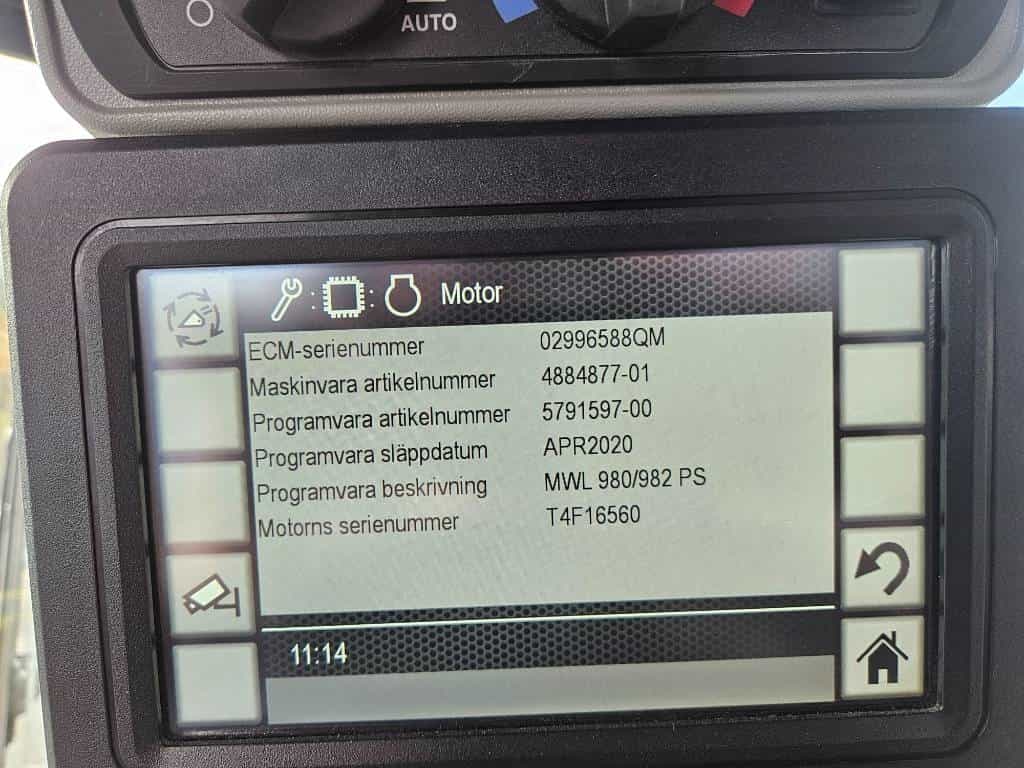 AUTO
Motor
ECM-serienummer 02996588QM
Maskinvara artikelnummer 4884877-01
Programvara artikelnummer 5791597-00
Programvara släppdatum APR2020
Programvara beskrivning MWL 980/982 PS
Motorns serienummer T4F16560
11:14